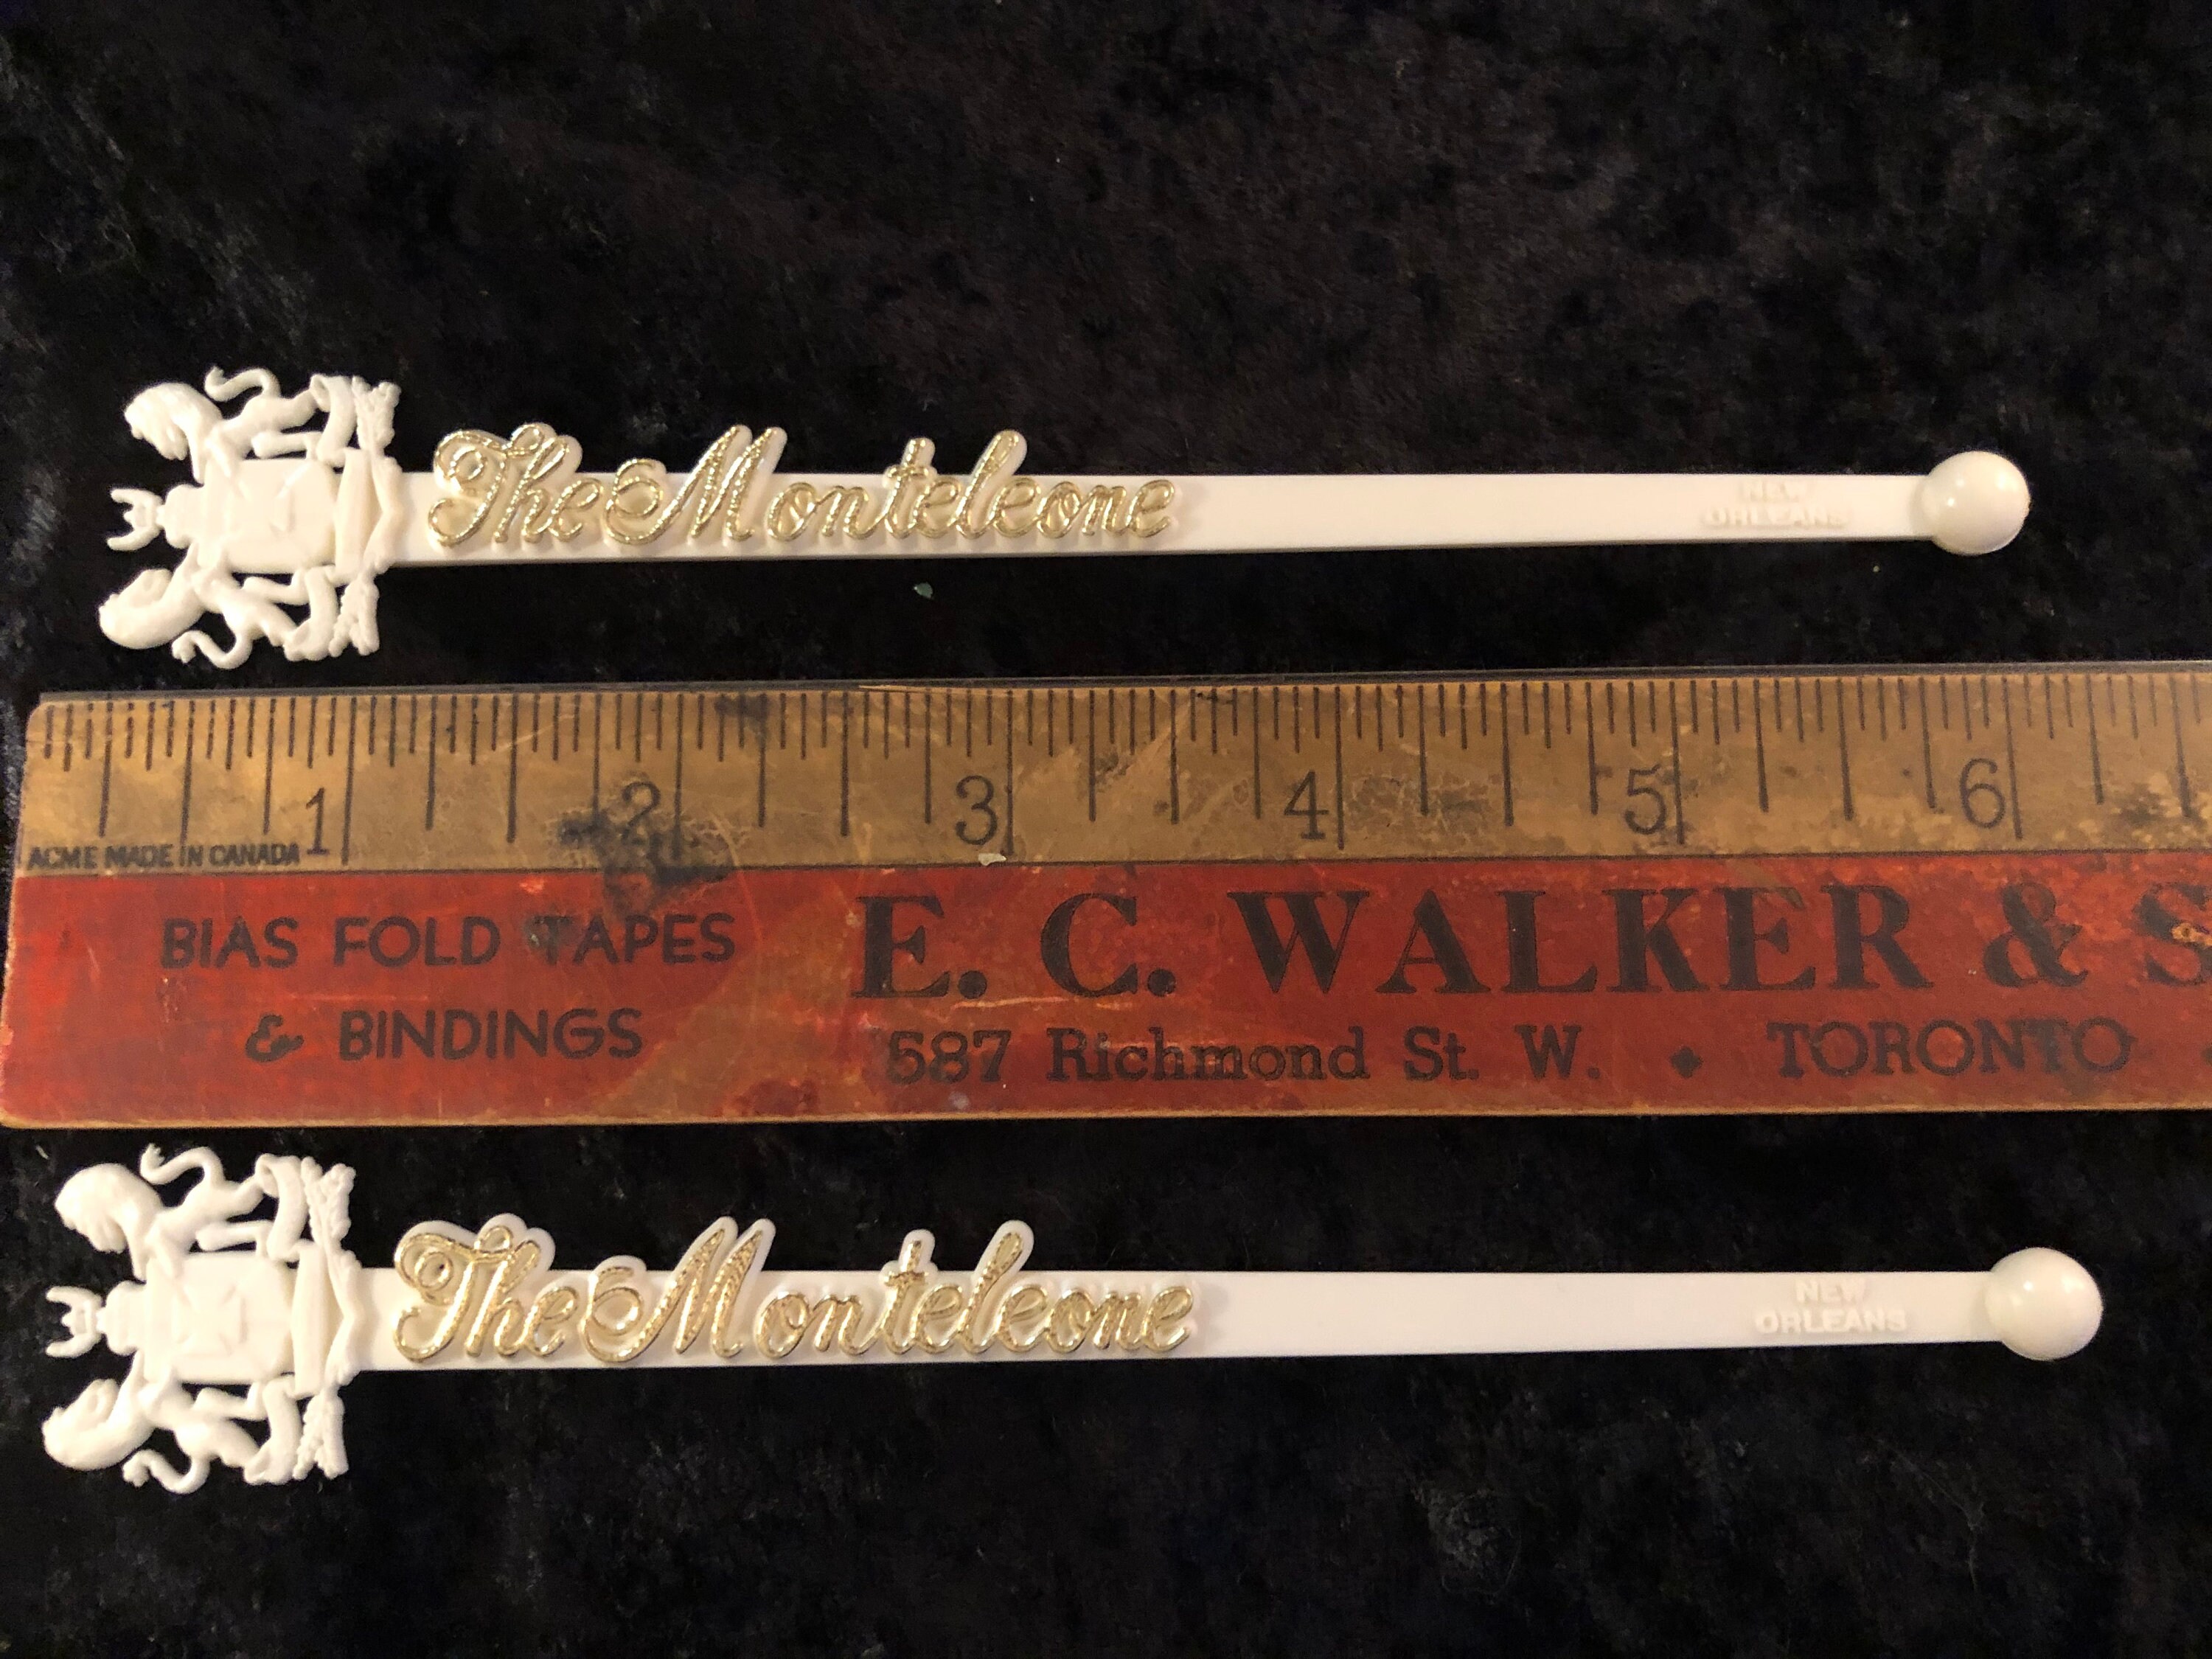 The Monteleone
NEW
ORLEANS
1 2 3 4 5 6
ACME MADE IN CANADA
BIAS FOLD TAPES
& BINDINGS
E. C. WALKER & S
587 Richmond St. W. • TORONTO
The Monteleone
NEW
ORLEANS